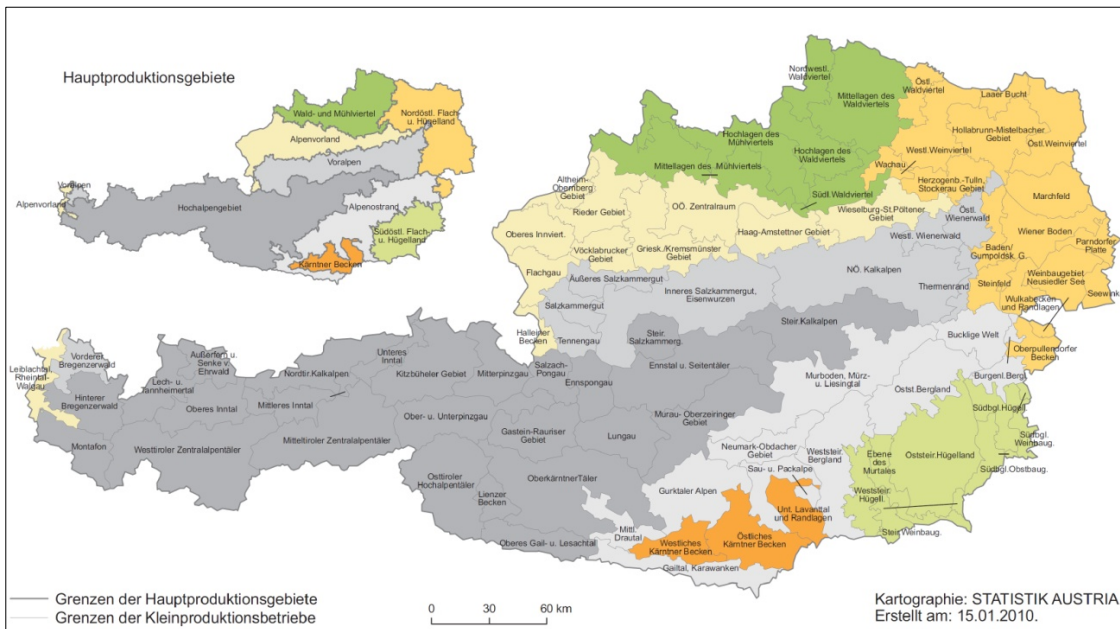 Hauptproduktionsgebiete
Wald- und Mühlviertel
Nordöstl. Flach-
u. Hügelland
Alpenvorland
Voralpen
Voralpen
Alpenvorland
Hochalpengebiet
Alpenostrand
Südöstl. Flach-
u. Hügelland
Kärntner Becken
Nordwestl.
Waldviertel
Mittellagen des
Waldviertels
Östl.
Waldviertel
Laaer Bucht
Hochlagen des
Mühlviertels
Hollabrunn-Mistelbacher
Gebiet
Östl.Weinviertel
Mittellagen des Mühlviertels
Hochlagen des
Waldviertels
Westl.Weinviertel
Wachau
Altheim-
Obernberg
Gebiet
Südl.Waldviertel
Herzogenb.-Tulln,
Stockerau Gebiet
Marchfeld
Rieder Gebiet
OÖ. Zentralraum
Wieselburg-St.Pöltener
Gebiet
Östl.
Wienerwald
Oberes Innviert.
Haag-Amstettner Gebiet
Westl. Wienerwald
Wiener Boden
Vöcklabrucker
Gebiet
Griesk./Kremsmünster
Gebiet
Baden/
Gumpoldsk. G.
Parndorfer
Platte
Flachgau
Äußeres Salzkammergut
NÖ. Kalkalpen
Weinbaugebiet
Neusiedler See
Salzkammergut
Inneres Salzkammergut,
Eisenwurzen
Thermenrand
Steinfeld
Seewink.
Wulkabecken
und Randlagen
Halleiner
Becken
Tennengau
Steir.
Salzkammerg.
Steir.Kalkalpen
Bucklige Welt
Oberpullendorfer
Becken
Leiblachtal,
Rheintal-
Walgau
Vorderer
Bregenzerwald
Außerfern u.
Senke v.
Ehrwald
Unteres
Inntal
Nordtir.Kalkalpen
Kitzbüheler Gebiet
Mitterpinzgau
Salzach-
Pongau
Ennspongau
Ennstal u. Seitentäler
Murboden, Mürz-
u. Liesingtal
Burgenl.Bergl.
Lech- u.
Tannheimertal
Hinterer
Bregenzerwald
Oberes Inntal
Mittleres Inntal
Öststr.Bergland
Südbgl.Hügell.
Ober- u. Unterpinzgau
Murau- Oberzeiringer
Gebiet
Montafon
Westtiroler Zentralalpentäler
Mitteltiroler Zentralalpentäler
Gastein-Rauriser
Gebiet
Lungau
Neumark-Obdacher
Gebiet
Weststeir.
Bergland
Ebene
des
Murtales
Oststeir.Hügelland
Südbgl.
Weinbaug.
Südbgl.Obstbaug.
Sau- u. Packalpe
Osttiroler
Hochalpentäler
OberkärntnerTäler
Gurktaler Alpen
Lienzer
Becken
Unt. Lavanttal
und Randlagen
Weststeir.
Hügell.
Mittl.
Drautal
Steir.Weinbaug.
Oberes Gail- u. Lesachtal
Westliches
Kärntner Becken
Östliches
Kärntner Becken
Gailtal, Karawanken
Grenzen der Hauptproduktionsgebiete
Grenzen der Kleinproduktionsbetriebe
0 30 60 km
Kartographie: STATISTIK AUSTRIA
Erstellt am: 15.01.2010.